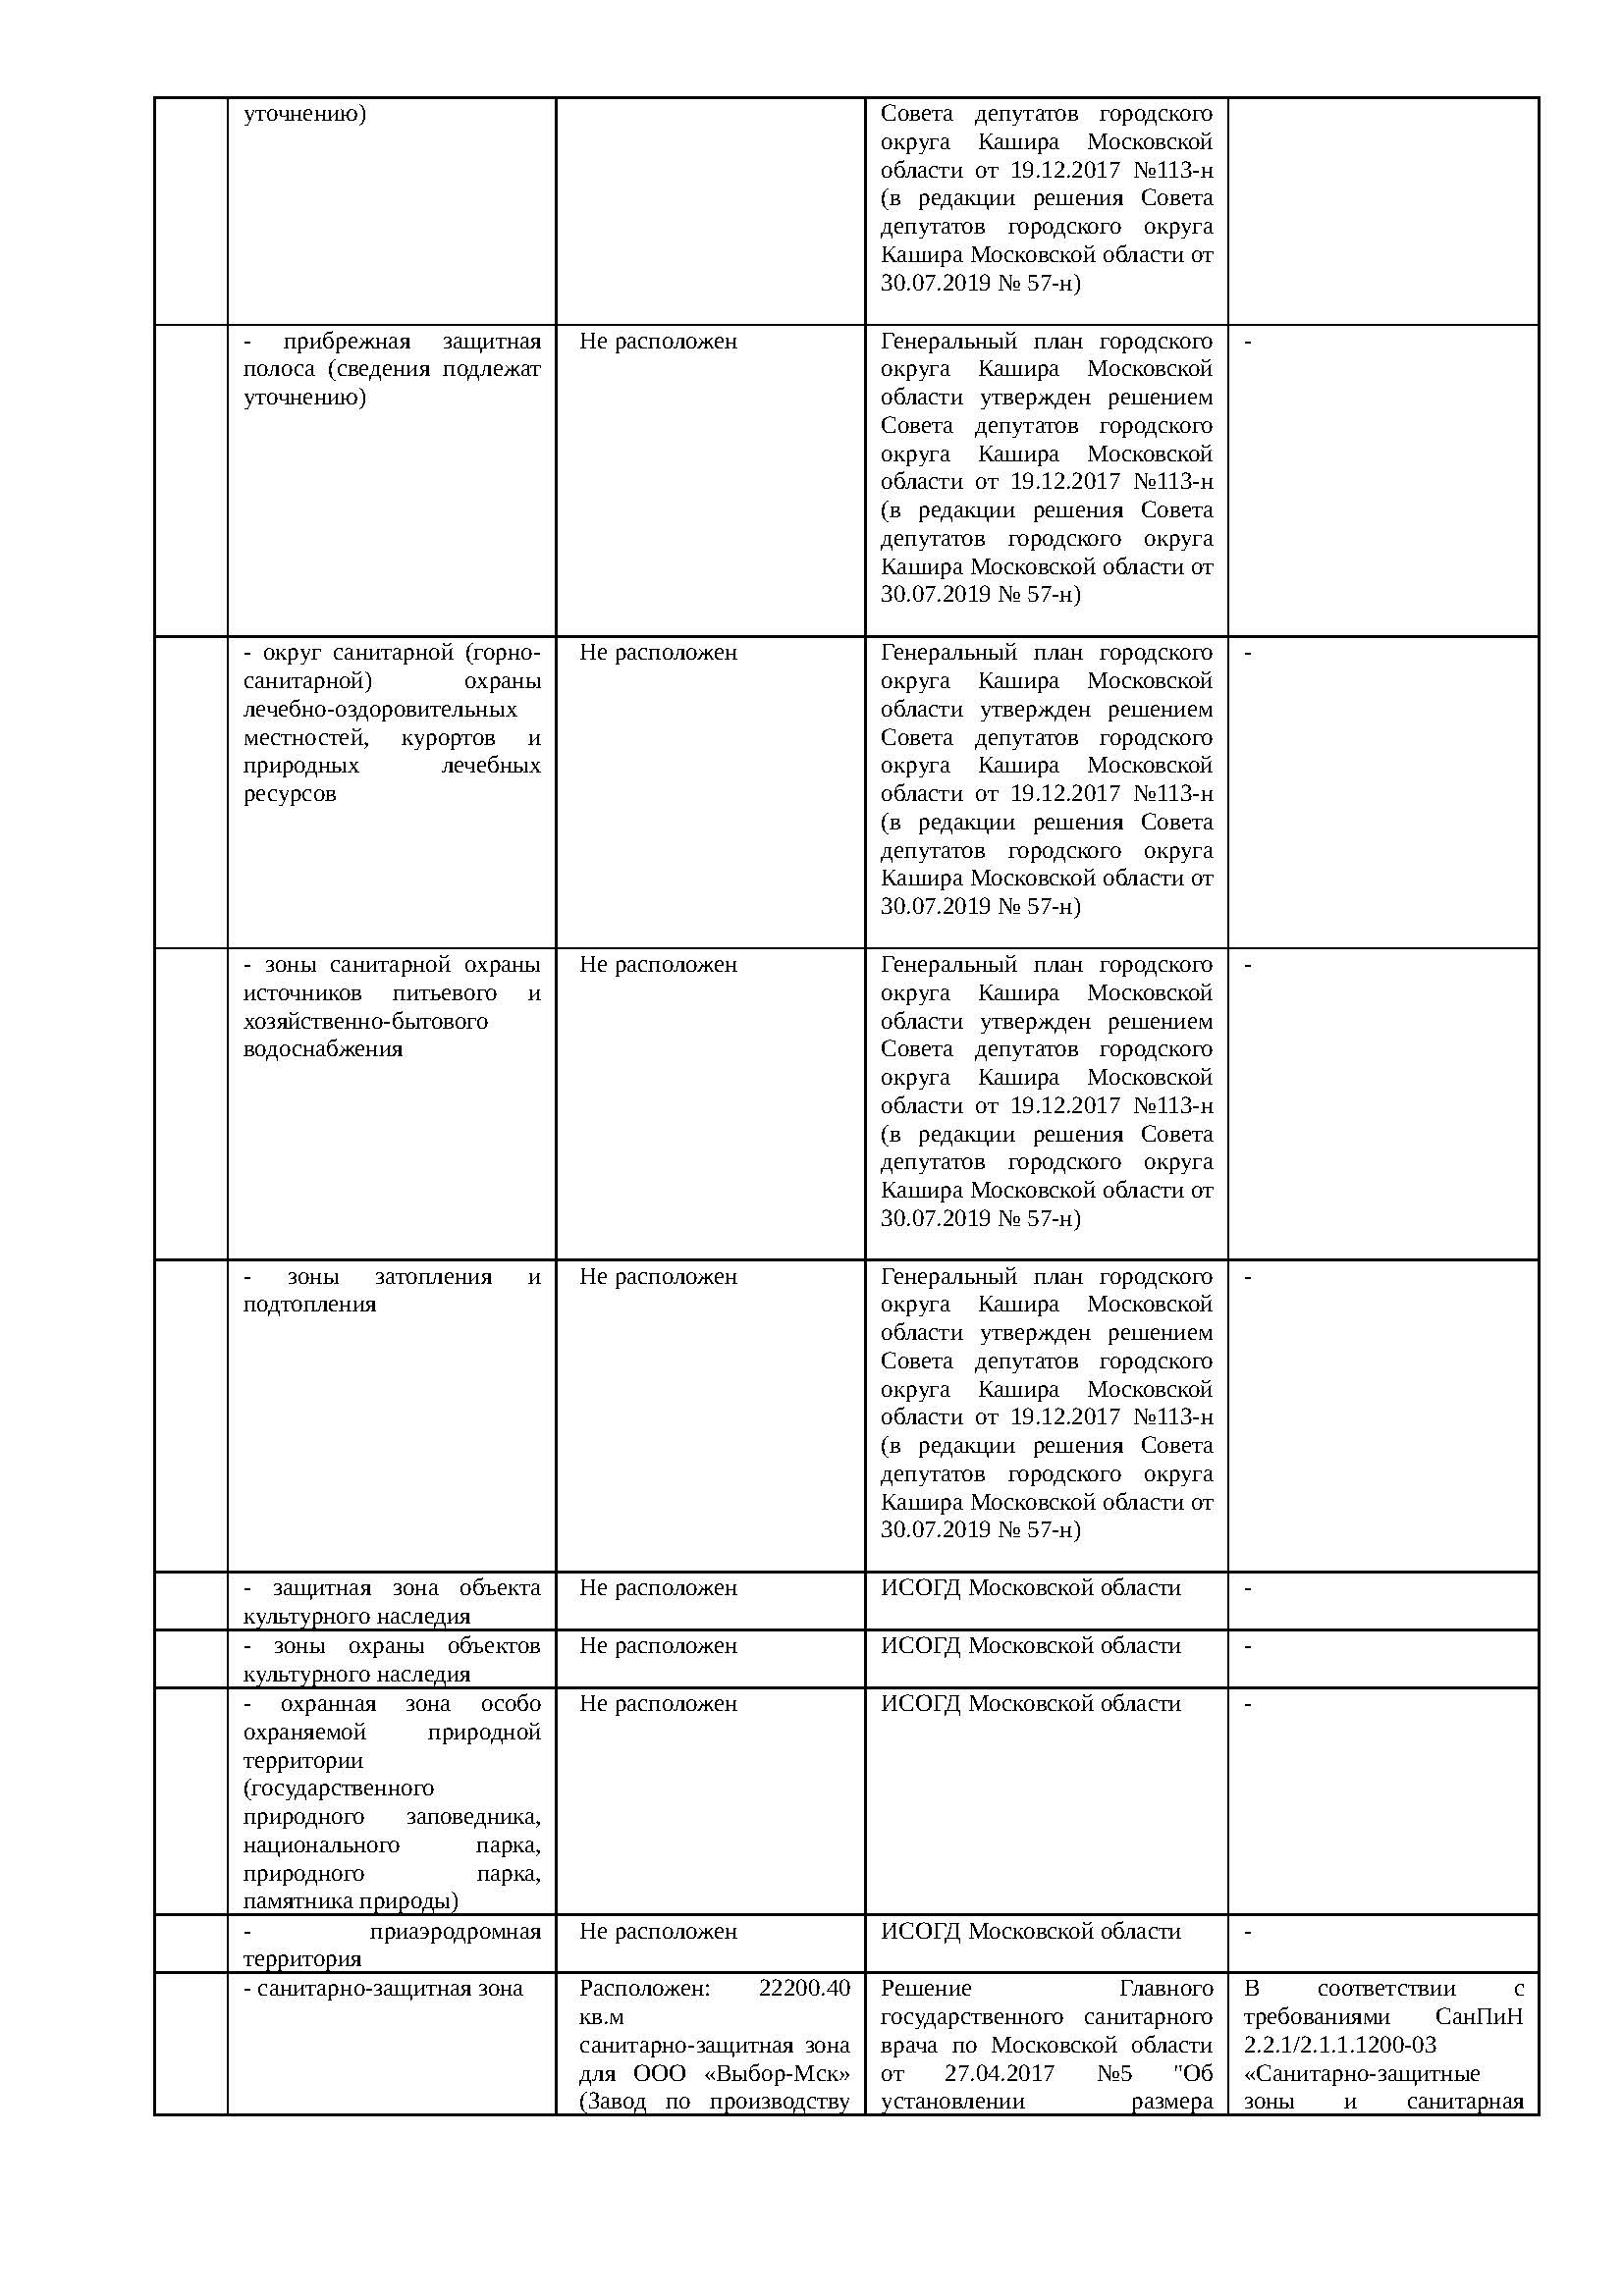 уточнению)
Совета депутатов городского
округа Кашира Московской
области от 19.12.2017 №113-н
(в редакции решения Совета
депутатов городского округа
Кашира Московской области от
30.07.2019 № 57-н)
- прибрежная защитная
полоса (сведения подлежат
уточнению)
Не расположен
Генеральный план городского
округа Кашира Московской
области утвержден решением
Совета депутатов городского
округа Кашира Московской
области от 19.12.2017 №113-н
(в редакции решения Совета
депутатов городского округа
Кашира Московской области от
30.07.2019 № 57-н)
-
- округ санитарной (горно-
санитарной) охраны
лечебно-оздоровительных
местностей, курортов и
природных лечебных
ресурсов
Не расположен
Генеральный план городского
округа Кашира Московской
области утвержден решением
Совета депутатов городского
округа Кашира Московской
области от 19.12.2017 №113-н
(в редакции решения Совета
депутатов городского округа
Кашира Московской области от
30.07.2019 № 57-н)
-
- зоны санитарной охраны
источников питьевого и
хозяйственно-бытового
водоснабжения
Не расположен
Генеральный план городского
округа Кашира Московской
области утвержден решением
Совета депутатов городского
округа Кашира Московской
области от 19.12.2017 №113-н
(в редакции решения Совета
депутатов городского округа
Кашира Московской области от
30.07.2019 № 57-н)
-
- зоны затопления и
подтопления
Не расположен
Генеральный план городского
округа Кашира Московской
области утвержден решением
Совета депутатов городского
округа Кашира Московской
области от 19.12.2017 №113-н
(в редакции решения Совета
депутатов городского округа
Кашира Московской области от
30.07.2019 № 57-н)
-
- защитная зона объекта
культурного наследия
Не расположен
ИСОГД Московской области
-
- зоны охраны объектов
культурного наследия
Не расположен
ИСОГД Московской области
-
- охранная зона особо
охраняемой природной
территории
(государственного
природного заповедника,
национального парка,
природного парка,
памятника природы)
Не расположен
ИСОГД Московской области
-
- приаэродромная
территория
Не расположен
ИСОГД Московской области
-
- санитарно-защитная зона
Расположен: 22200.40
кв.м
санитарно-защитная зона
для ООО «Выбор-Мск»
(Завод по производству
Решение Главного
государственного санитарного
врача по Московской области
от 27.04.2017 №5 "Об
установлении размера
В соответствии с
требованиями СанПиН
2.2.1/2.1.1.1200-03
«Санитарно-защитные
зоны и санитарная